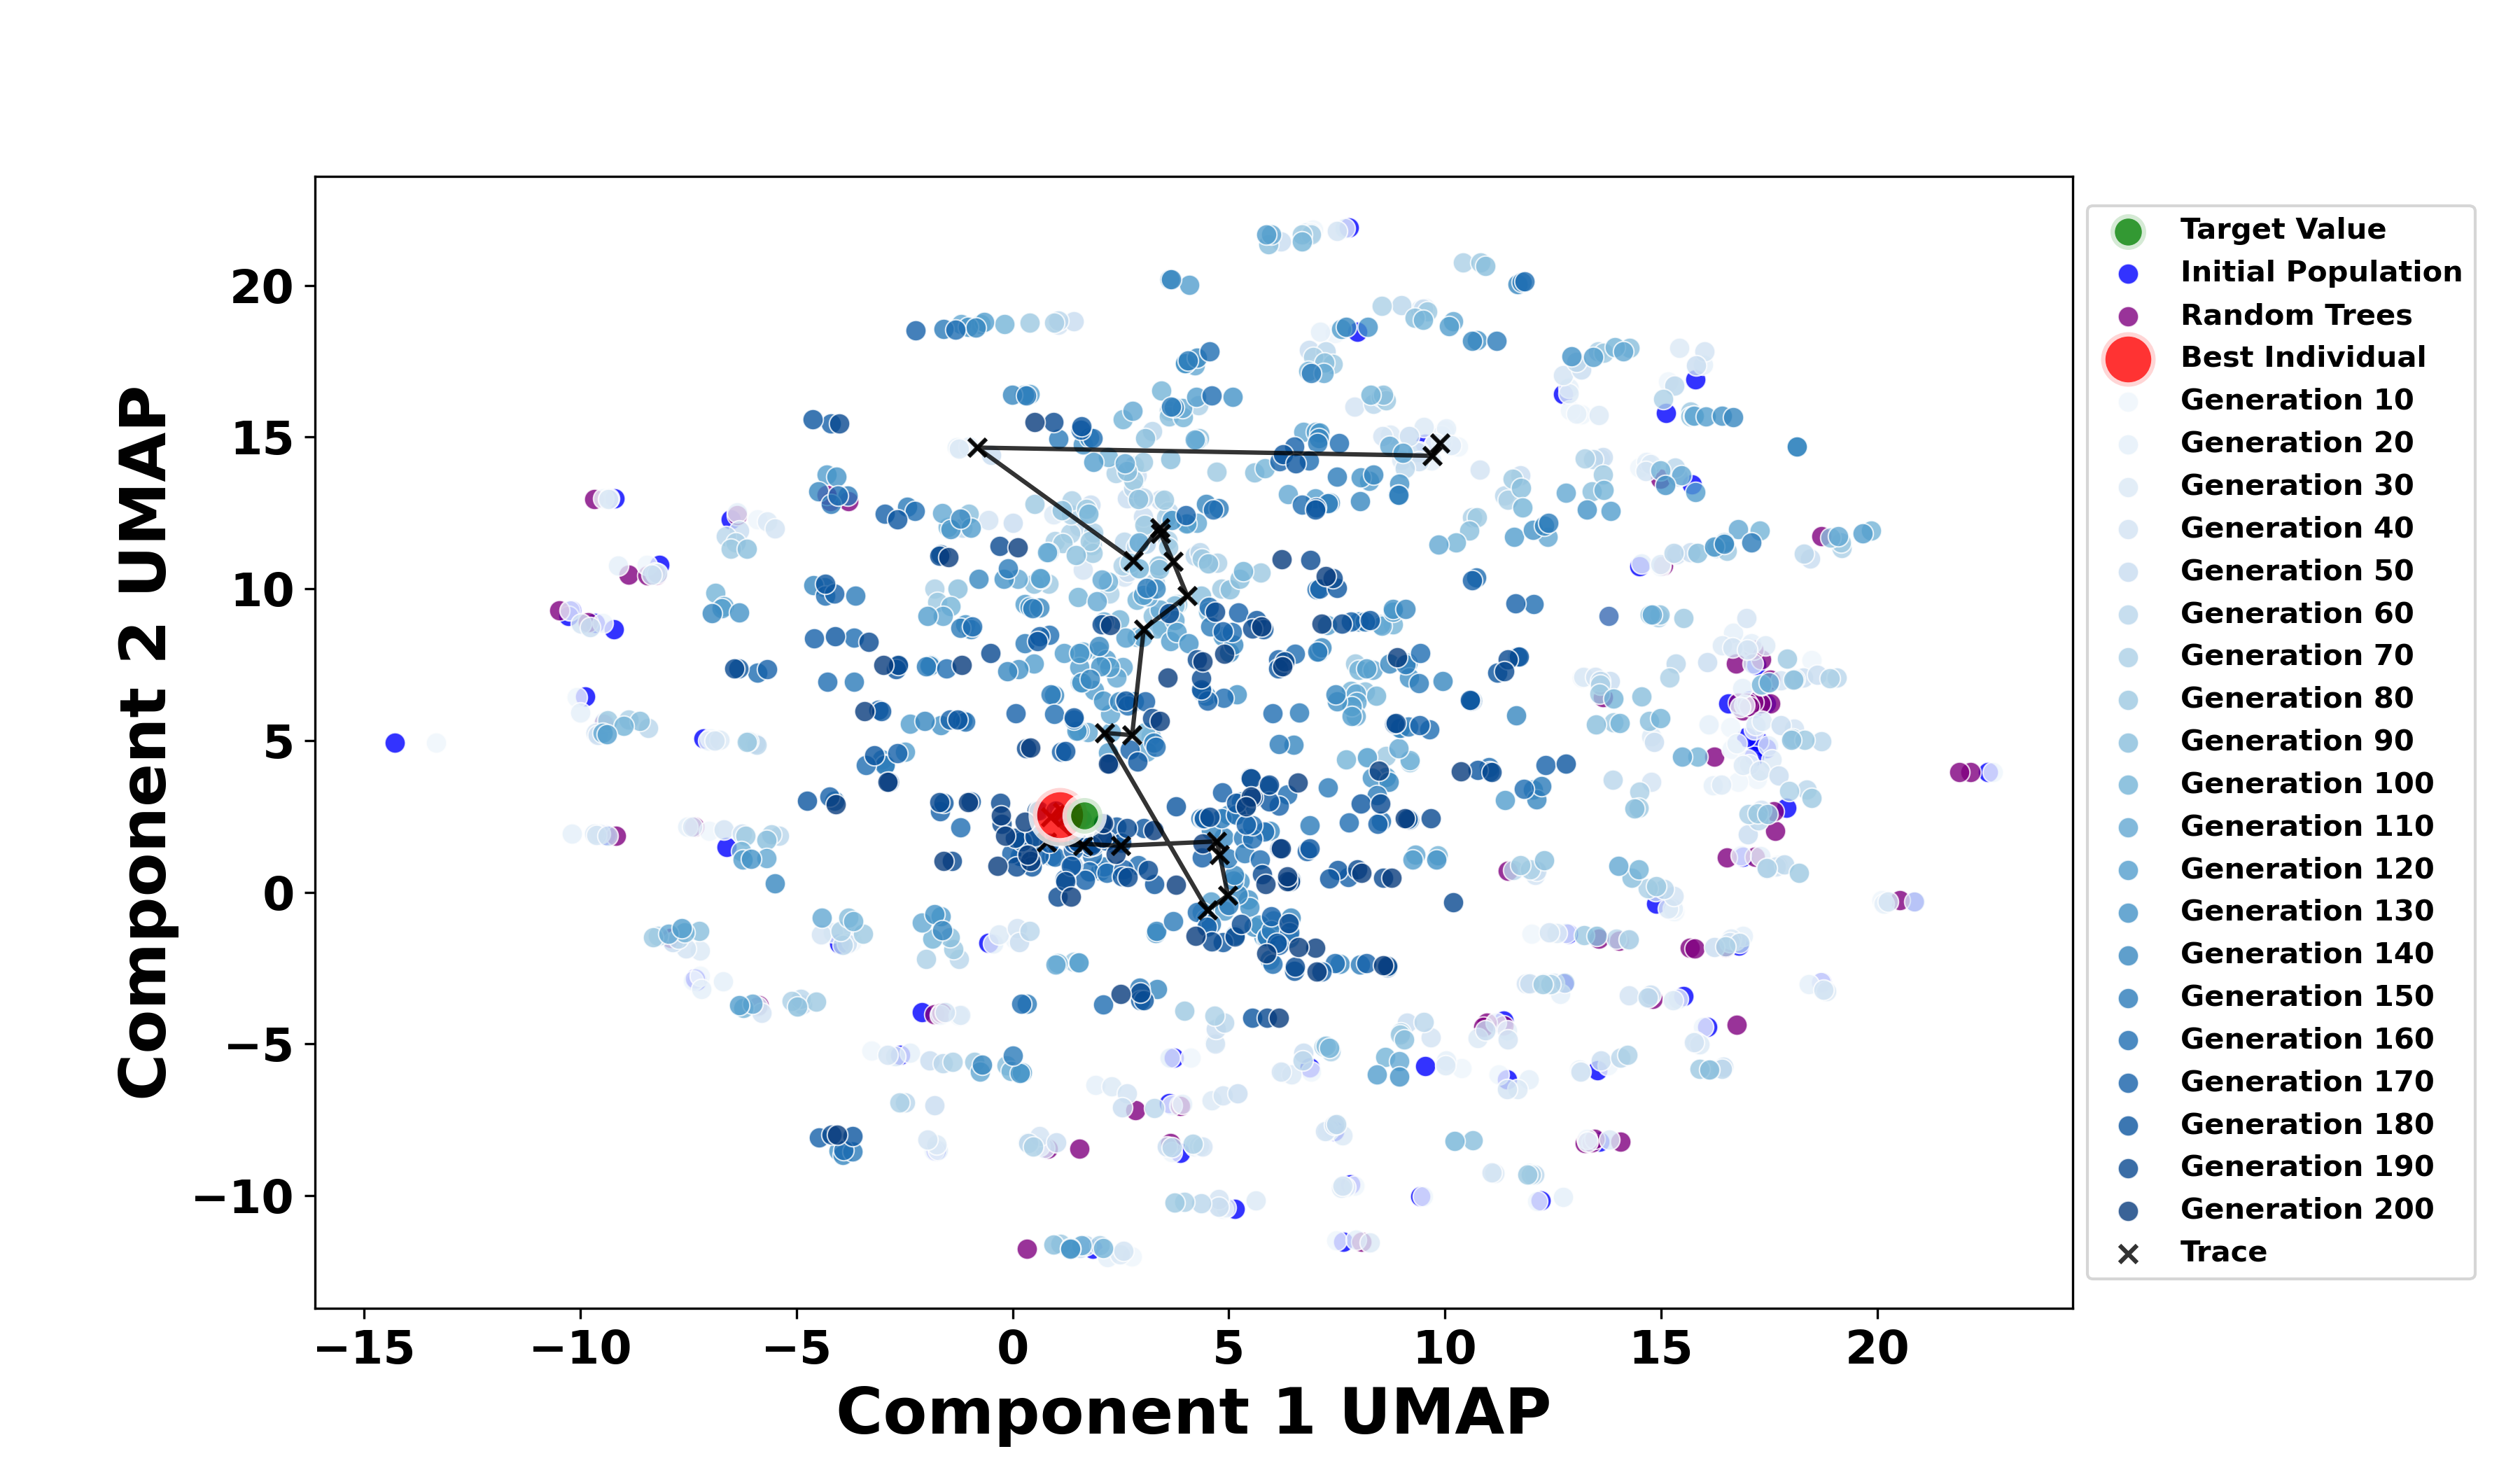 Component 2 UMAP
20
15
10
5
0
−5
−10
−15
−10
−5
0
5
10
15
20
Component 1 UMAP
Target Value
Initial Population
Random Trees
Best Individual
Generation 10
Generation 20
Generation 30
Generation 40
Generation 50
Generation 60
Generation 70
Generation 80
Generation 90
Generation 100
Generation 110
Generation 120
Generation 130
Generation 140
Generation 150
Generation 160
Generation 170
Generation 180
Generation 190
Generation 200
Trace